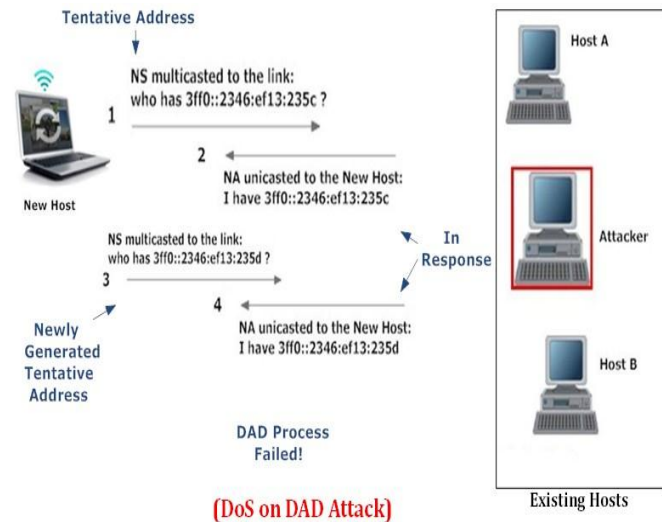 Tentative Address
NS multicasted to the link:
who has 3ff0::2346:ef13:235c ?
1
2
NA unicasted to the New Host:
I have 3ff0::2346:ef13:235c
New Host
NS multicasted to the link:
who has 3ff0::2346:ef13:235d ?
3
4
NA unicasted to the New Host:
I have 3ff0::2346:ef13:235d
In
Response
Newly
Generated
Tentative
Address
DAD Process
Failed!
(DoS on DAD Attack)
Host A
Attacker
Host B
Existing Hosts